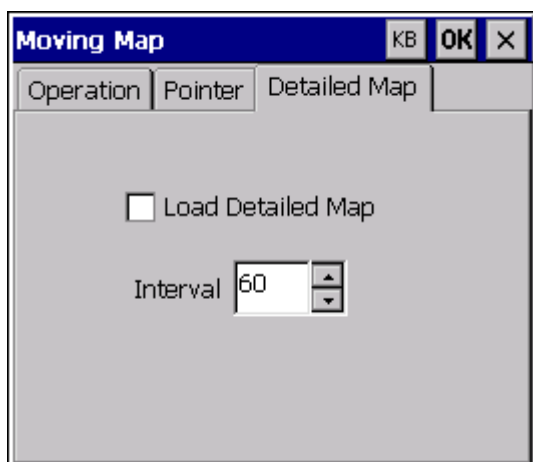 Moving Map KB OK ×
Operation Pointer Detailed Map
Load Detailed Map
Interval 60